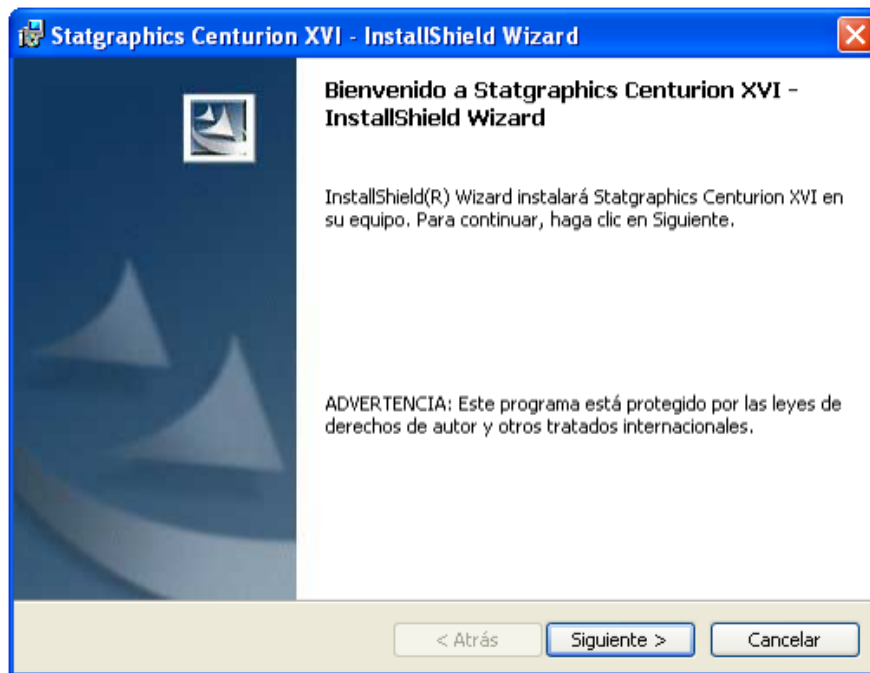 Statgraphics Centurion XVI - InstallShield Wizard
Bienvenido a Statgraphics Centurion XVI -
InstallShield Wizard
InstallShield(R) Wizard instalará Statgraphics Centurion XVI en
su equipo. Para continuar, haga clic en Siguiente.
ADVERTENCIA: Este programa está protegido por las leyes de
derechos de autor y otros tratados internacionales.
< Atrás
Siguiente >
Cancelar